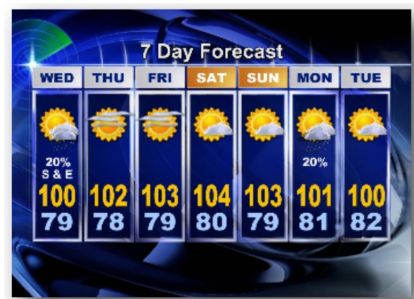 7 Day Forecast
WED THU FRI SAT SUN MON TUE
20% 20%
S & E
100 102 103 104 103 101 100
79 78 79 80 79 81 82